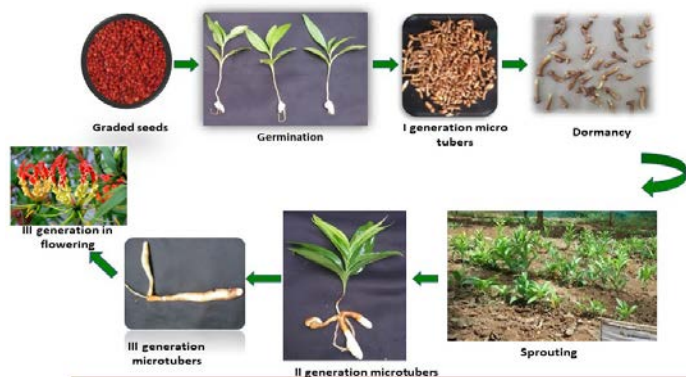 Graded seeds
Germination
I generation micro
tubers
Dormancy
Sprouting
II generation microtubers
III generation
microtubers
III generation in
flowering